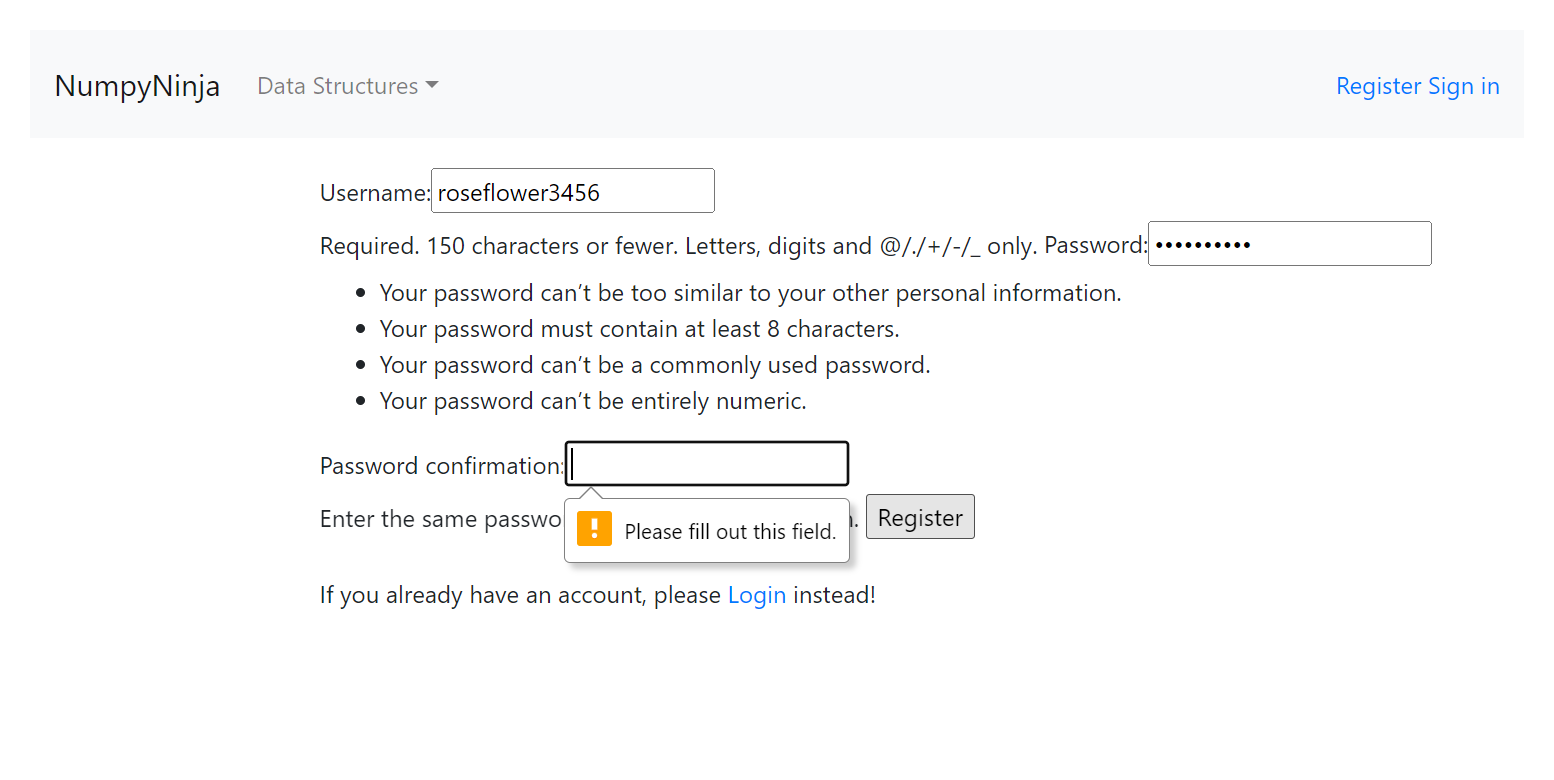 NumpyNinja Data Structures Register Sign in
Username: roseflower3456
Required. 150 characters or fewer. Letters, digits and @/./+/-/_ only. Password: ••••••••••
• Your password can’t be too similar to your other personal information.
• Your password must contain at least 8 characters.
• Your password can’t be a commonly used password.
• Your password can’t be entirely numeric.
Password confirmation:
Enter the same Register
Please fill out this field.
If you already have an account, please Login instead!